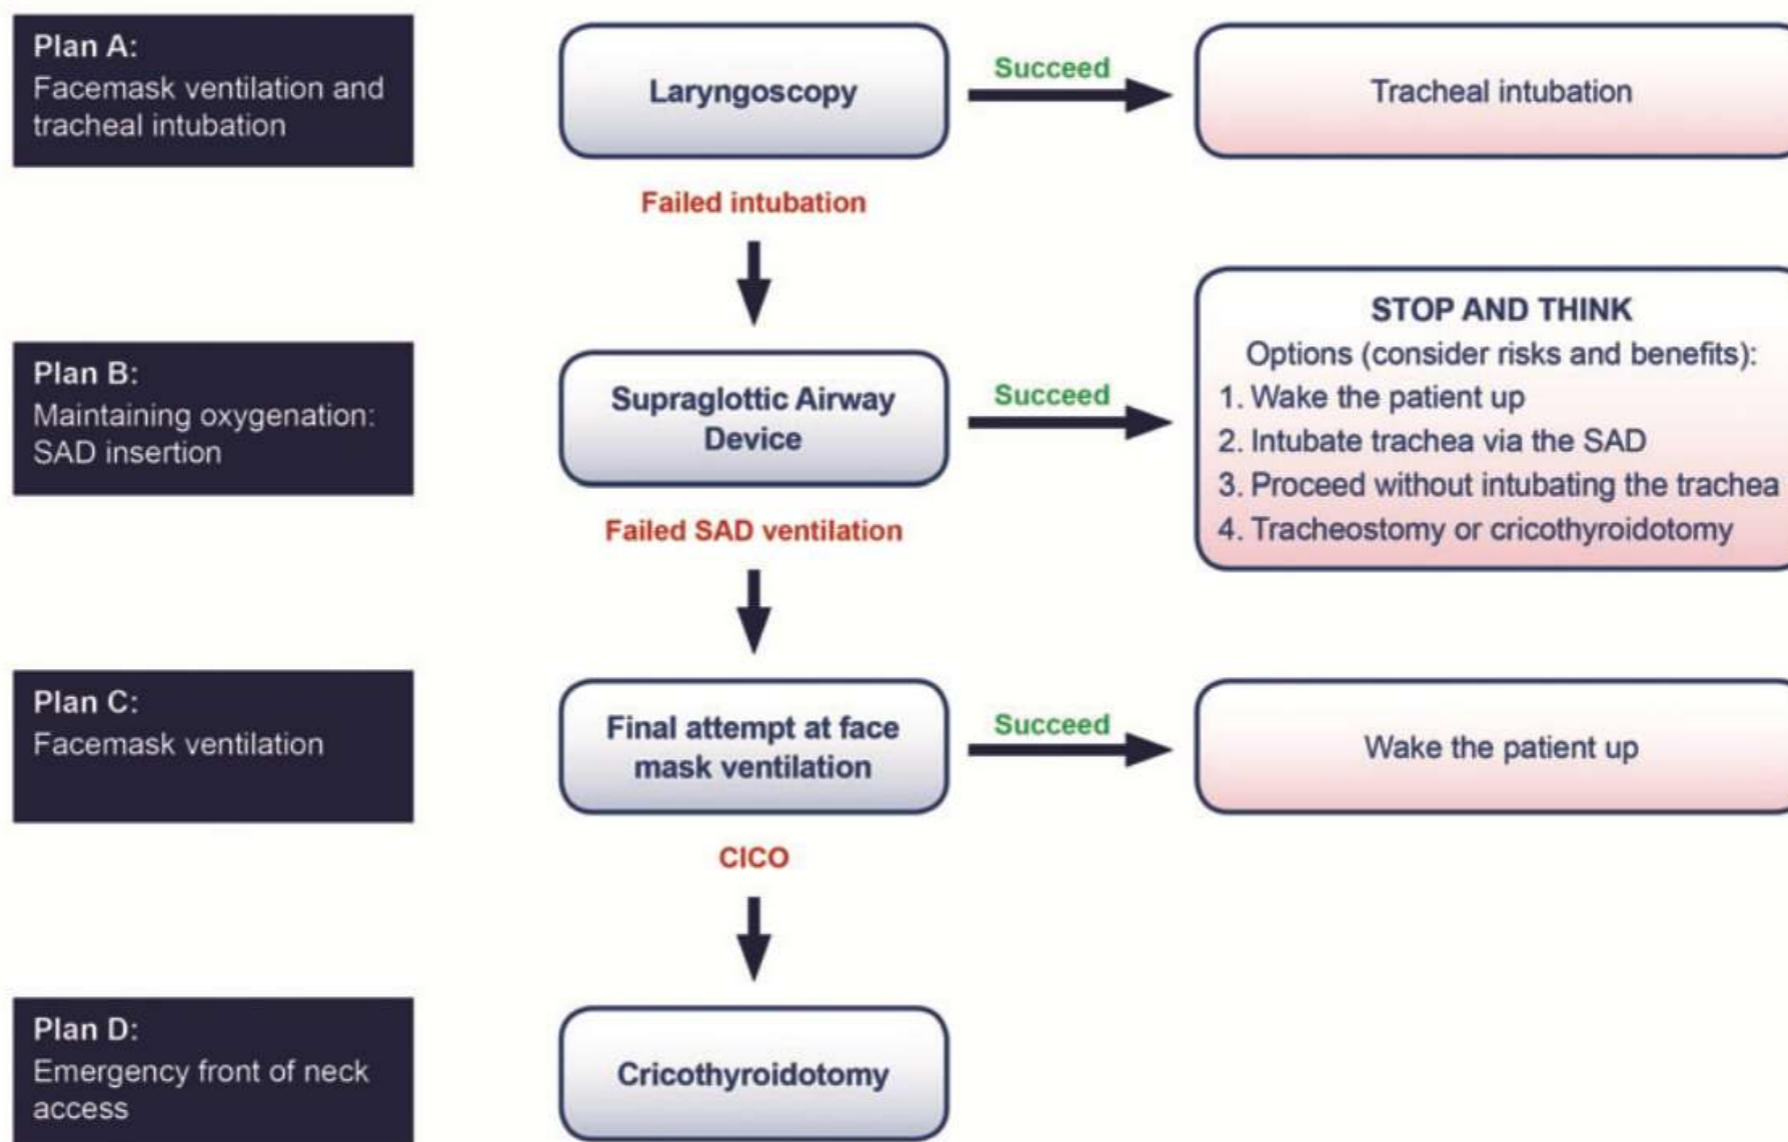 Plan A:
Facemask ventilation and
tracheal intubation
Laryngoscopy
Succeed
Tracheal intubation
Failed intubation
Plan B:
Maintaining oxygenation:
SAD insertion
Supraglottic Airway
Device
Succeed
STOP AND THINK
Options (consider risks and benefits):
1. Wake the patient up
2. Intubate trachea via the SAD
3. Proceed without intubating the trachea
4. Tracheostomy or cricothyroidotomy
Failed SAD ventilation
Plan C:
Facemask ventilation
Final attempt at face
mask ventilation
Succeed
Wake the patient up
CICO
Plan D:
Emergency front of neck
access
Cricothyroidotomy